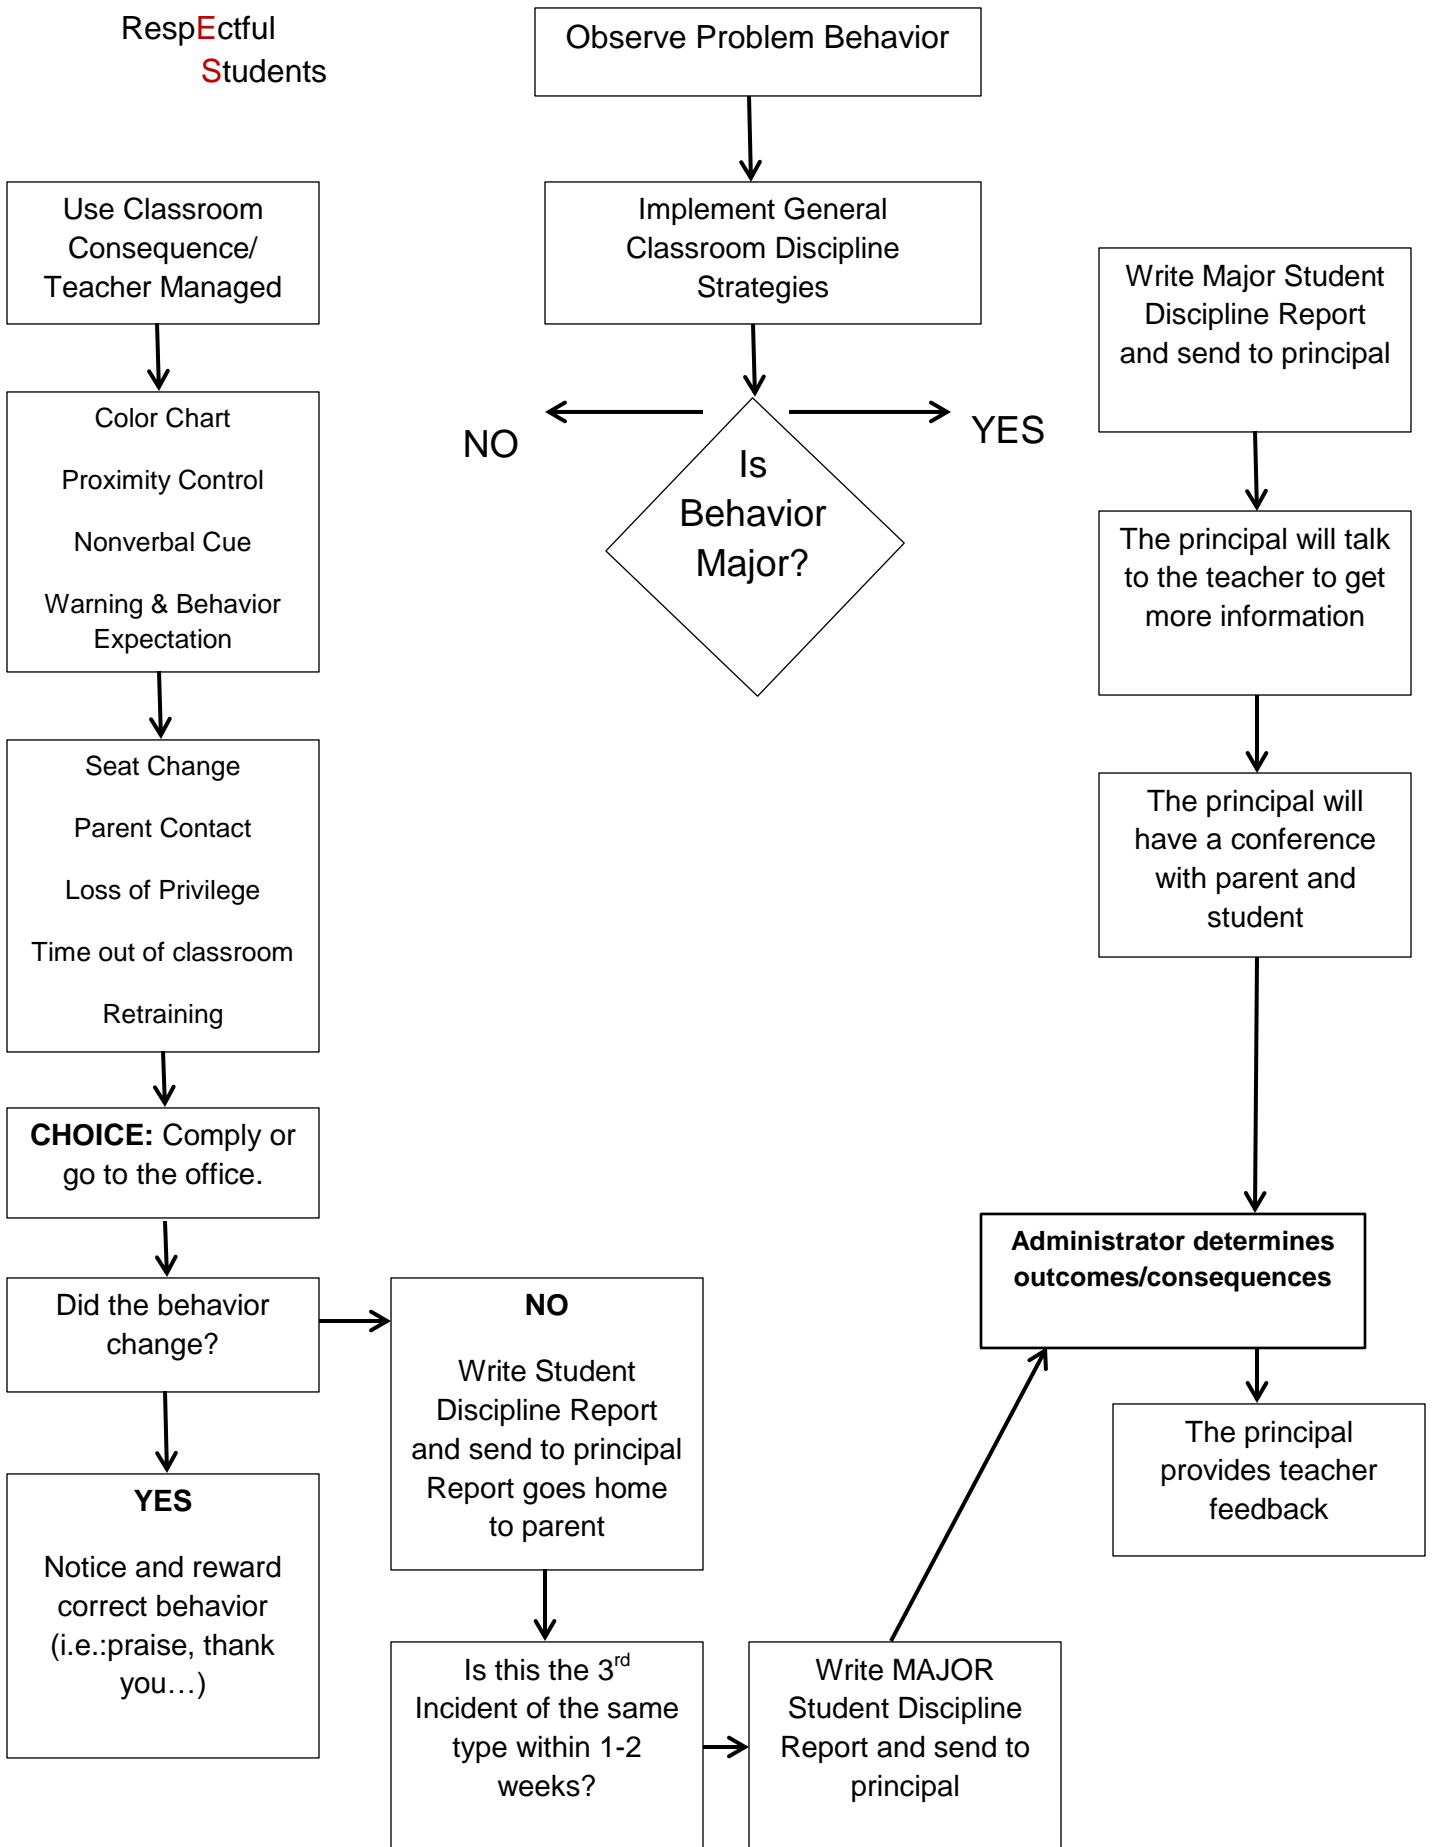 RespEctful
Students
Observe Problem Behavior
Use Classroom
Consequence/
Teacher Managed
Implement General
Classroom Discipline
Strategies
Write Major Student
Discipline Report
and send to principal
Color Chart
Proximity Control
Nonverbal Cue
Warning & Behavior
Expectation
NO
YES
Is
Behavior
Major?
The principal will talk
to the teacher to get
more information
Seat Change
Parent Contact
Loss of Privilege
Time out of classroom
Retraining
The principal will
have a conference
with parent and
student
CHOICE: Comply or
go to the office.
Administrator determines
outcomes/consequences
Did the behavior
change?
NO
Write Student
Discipline Report
and send to principal
Report goes home
to parent
The principal
provides teacher
feedback
YES
Notice and reward
correct behavior
(i.e.:praise, thank
you…)
Is this the 3rd
Incident of the same
type within 1-2
weeks?
Write MAJOR
Student Discipline
Report and send to
principal